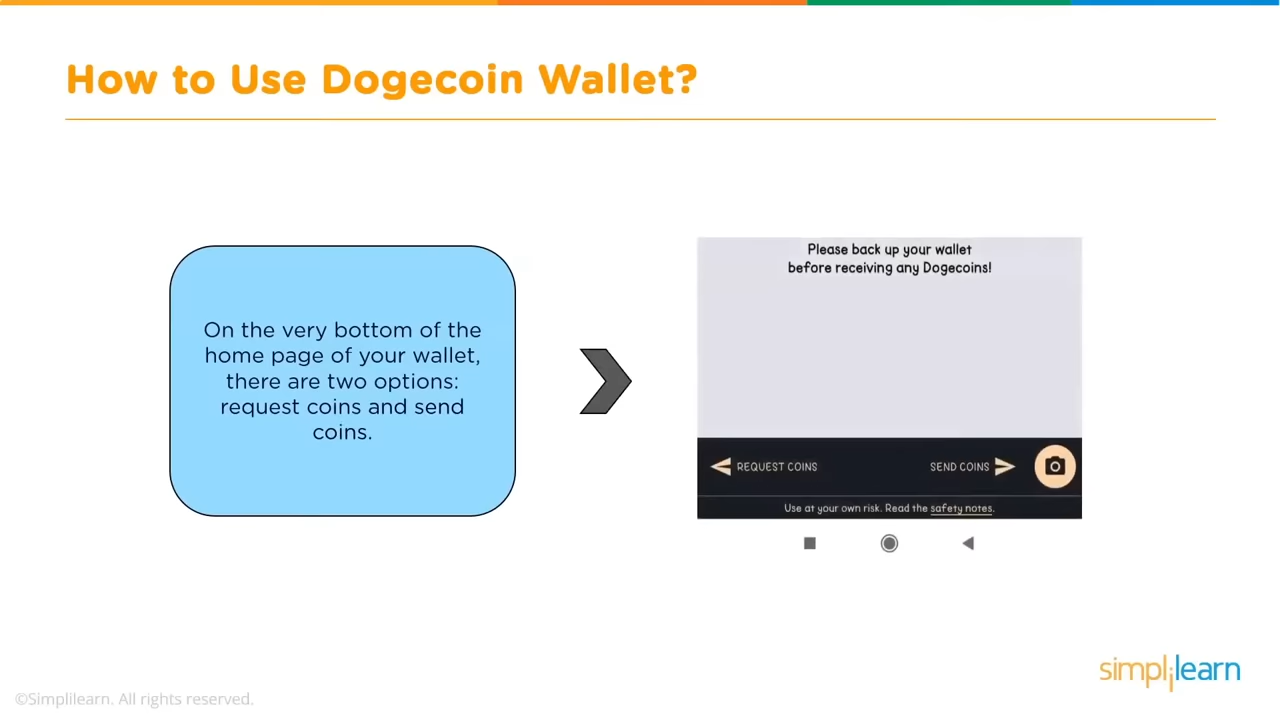 How to Use Dogecoin Wallet?
On the very bottom of the
home page of your wallet,
there are two options:
request coins and send
coins.
Please back up your wallet
before receiving any Dogecoins!
REQUEST COINS
SEND COINS
Use at your own risk. Read the safety notes.
simplilearn
©Simplilearn. All rights reserved.